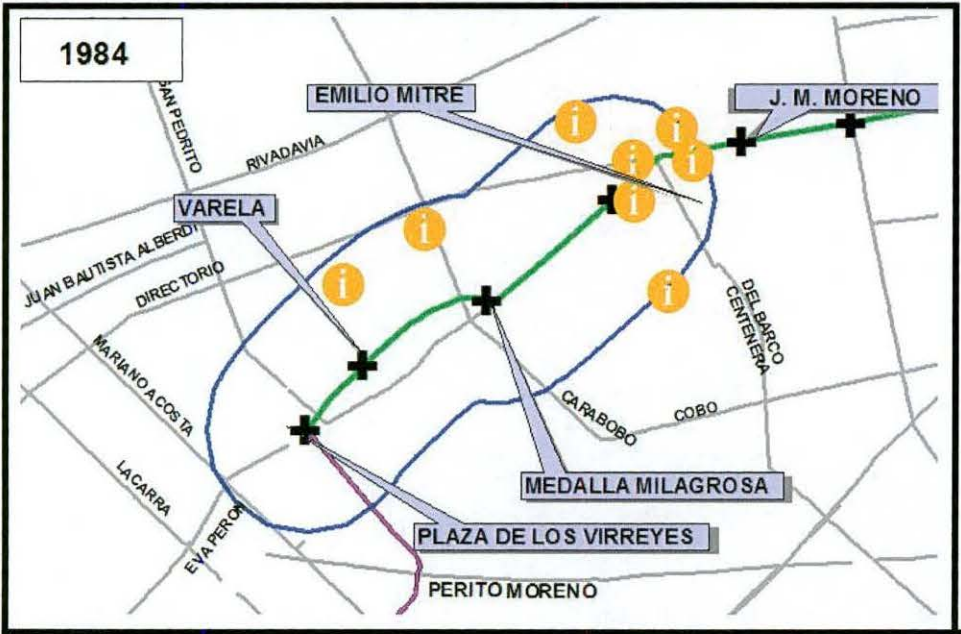 1984
EMILIO MITRE
J. M. MORENO
SAN PEDRITO
RIVADAVIA
VARELA
JUAN BAUTISTA ALBERDI
DIRECTORIO
MARIANO ACOSTA
DEL BARCO
CENTENERA
CARABOBO
COBO
LACARRA
MEDALLA MILAGROSA
EVA PERON
PLAZA DE LOS VIRREYES
PERITO MORENO
i
i
i
i
i
i
i
i